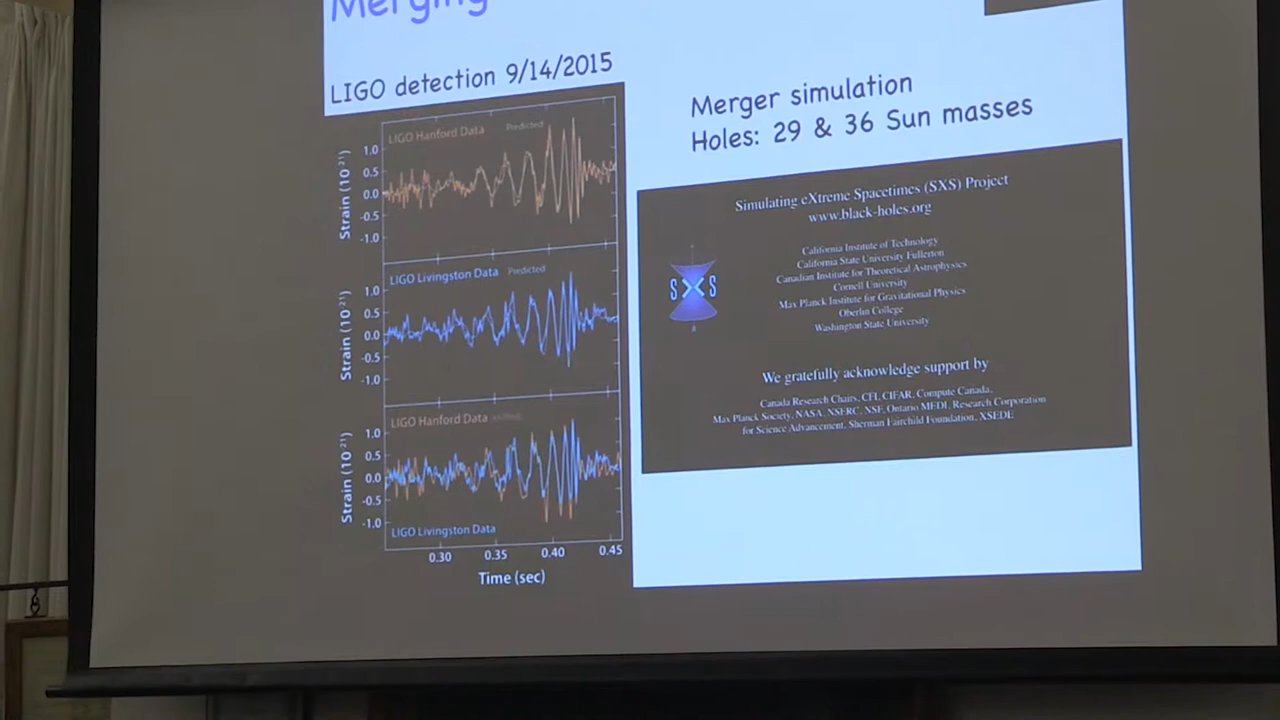 Merging
LIGO detection 9/14/2015
LIGO Hanford Data Predicted
1.0
0.5
0.0
-0.5
-1.0
Strain (10²¹)
LIGO Livingston Data Predicted
1.0
0.5
0.0
-0.5
-1.0
Strain (10²¹)
LIGO Hanford Data
1.0
0.5
0.0
-0.5
-1.0
Strain (10²¹)
LIGO Livingston Data
0.30 0.35 0.40 0.45
Time (sec)
Merger simulation
Holes: 29 & 36 Sun masses
Simulating eXtreme Spacetimes (SXS) Project
www.black-holes.org
SXS
California Institute of Technology
California State University Fullerton
Canadian Institute for Theoretical Astrophysics
Cornell University
Max Planck Institute for Gravitational Physics
Oberlin College
Washington State University
We gratefully acknowledge support by
Canada Research Chairs, CFI, CIFAR, Compute Canada,
Max Planck Society, NASA, NSERC, NSF, Ontario MEDI, Research Corporation
for Science Advancement, Sherman Fairchild Foundation, XSEDE